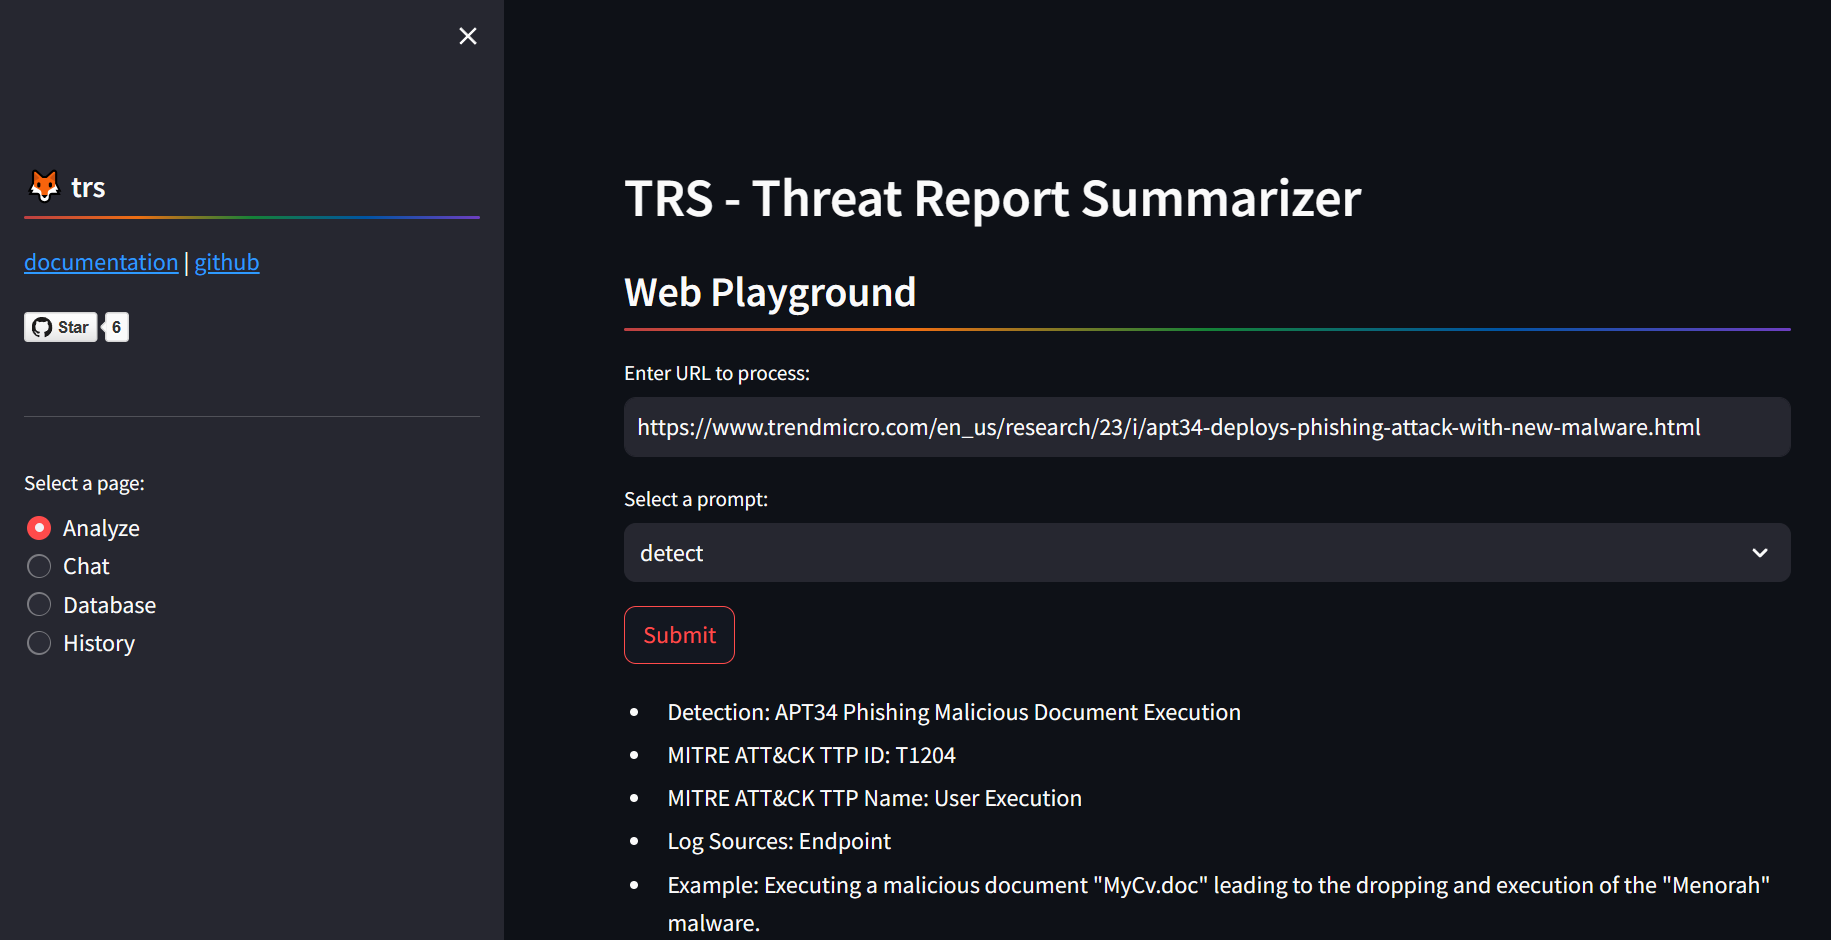 trs
documentation | github
Star 6
Select a page:
Analyze
Chat
Database
History
TRS - Threat Report Summarizer
Web Playground
Enter URL to process:
https://www.trendmicro.com/en_us/research/23/i/apt34-deploys-phishing-attack-with-new-malware.html
Select a prompt:
detect
Submit
• Detection: APT34 Phishing Malicious Document Execution
• MITRE ATT&CK TTP ID: T1204
• MITRE ATT&CK TTP Name: User Execution
• Log Sources: Endpoint
• Example: Executing a malicious document "MyCv.doc" leading to the dropping and execution of the "Menorah"
malware.